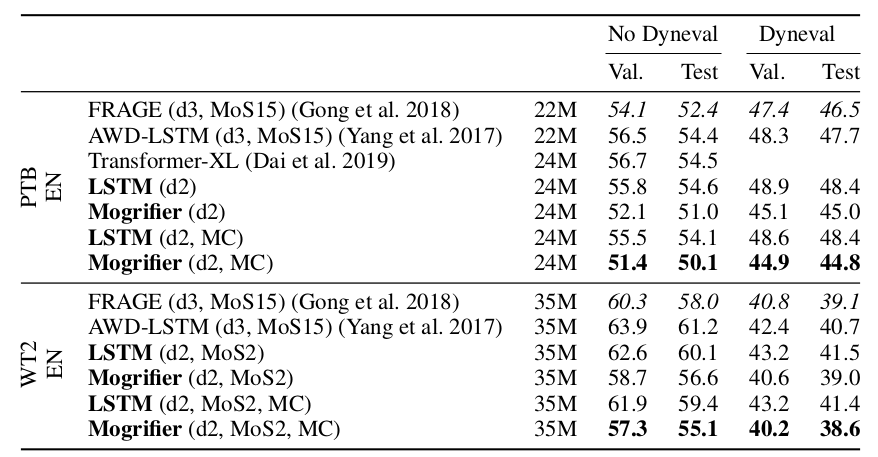 No Dyneval Dyneval
Val. Test Val. Test
PTB EN
FRAGE (d3, MoS15) (Gong et al. 2018) 22M 54.1 52.4 47.4 46.5
AWD-LSTM (d3, MoS15) (Yang et al. 2017) 22M 56.5 54.4 48.3 47.7
Transformer-XL (Dai et al. 2019) 24M 56.7 54.5
LSTM (d2) 24M 55.8 54.6 48.9 48.4
Mogrifier (d2) 24M 52.1 51.0 45.1 45.0
LSTM (d2, MC) 24M 55.5 54.1 48.6 48.4
Mogrifier (d2, MC) 24M 51.4 50.1 44.9 44.8
WT2 EN
FRAGE (d3, MoS15) (Gong et al. 2018) 35M 60.3 58.0 40.8 39.1
AWD-LSTM (d3, MoS15) (Yang et al. 2017) 35M 63.9 61.2 42.4 40.7
LSTM (d2, MoS2) 35M 62.6 60.1 43.2 41.5
Mogrifier (d2, MoS2) 35M 58.7 56.6 40.6 39.0
LSTM (d2, MoS2, MC) 35M 61.9 59.4 43.2 41.4
Mogrifier (d2, MoS2, MC) 35M 57.3 55.1 40.2 38.6